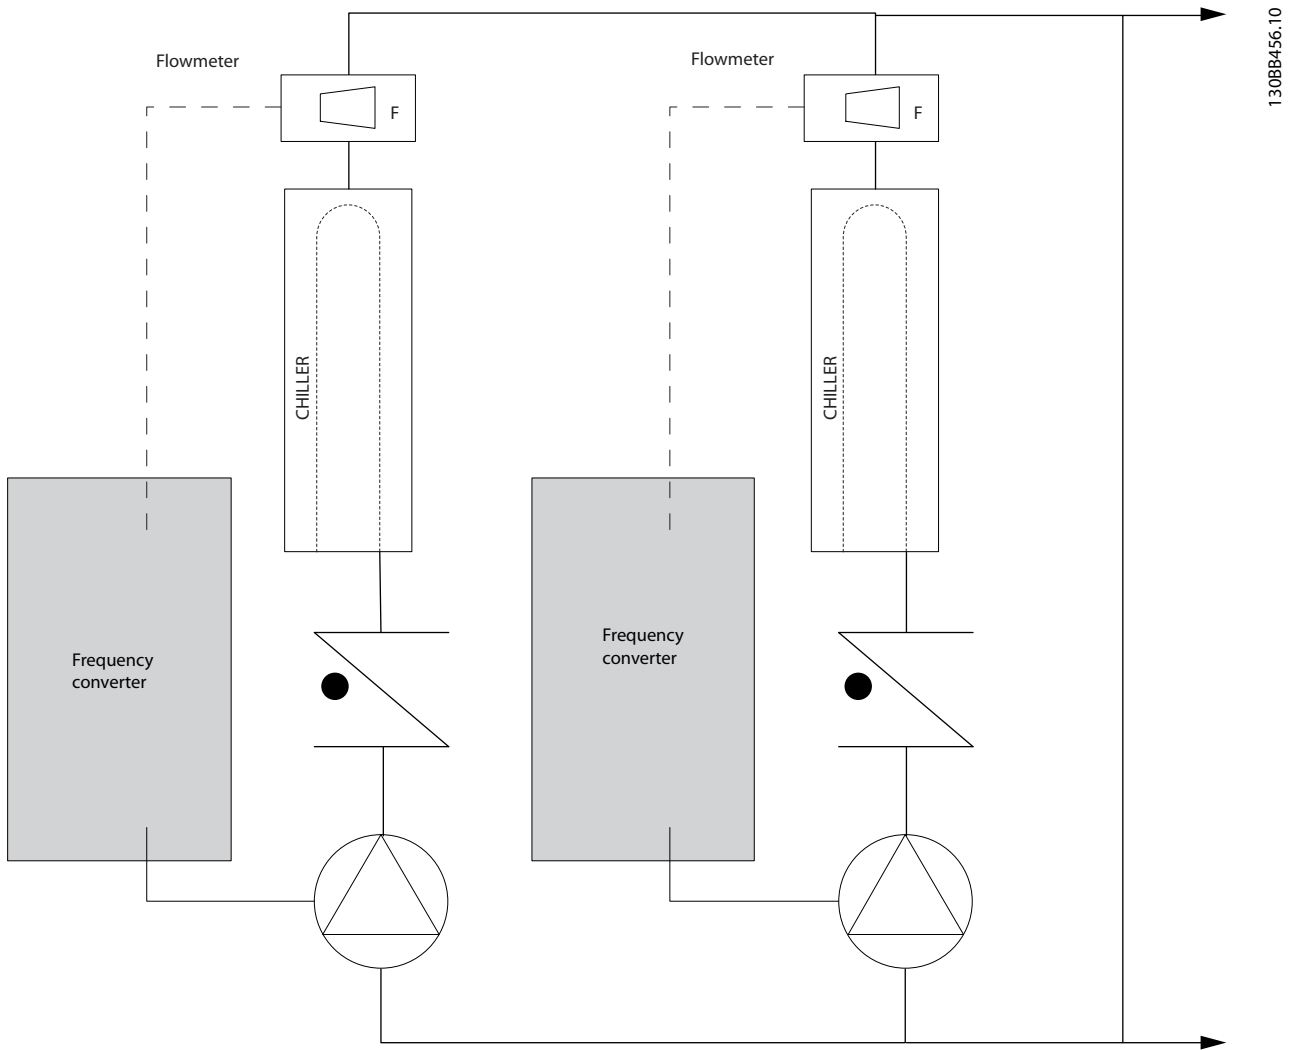 130BB456.10
Flowmeter
Flowmeter
F
F
CHILLER
CHILLER
Frequency
converter
Frequency
converter